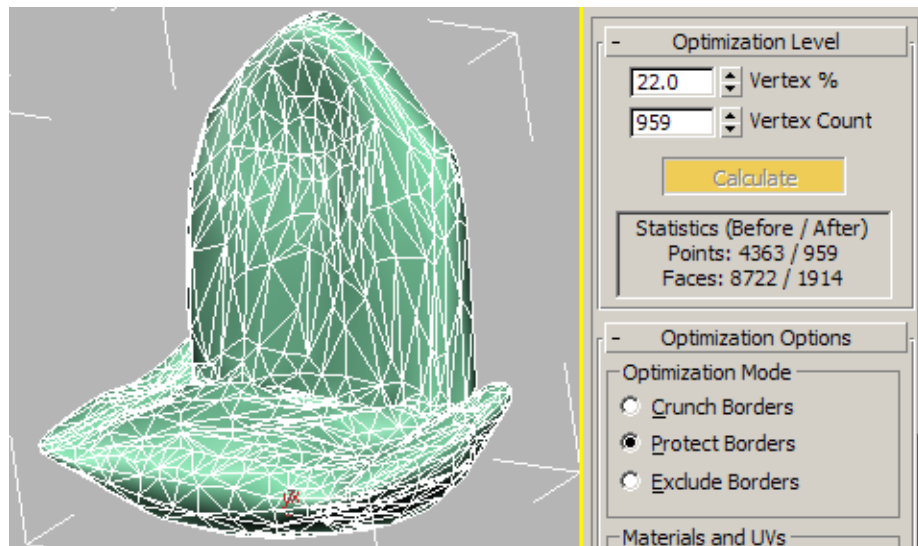 - Optimization Level
22.0 Vertex %
959 Vertex Count
Calculate
Statistics (Before / After)
Points: 4363 / 959
Faces: 8722 / 1914
- Optimization Options
Optimization Mode
Crunch Borders
Protect Borders
Exclude Borders
Materials and UVs
yx